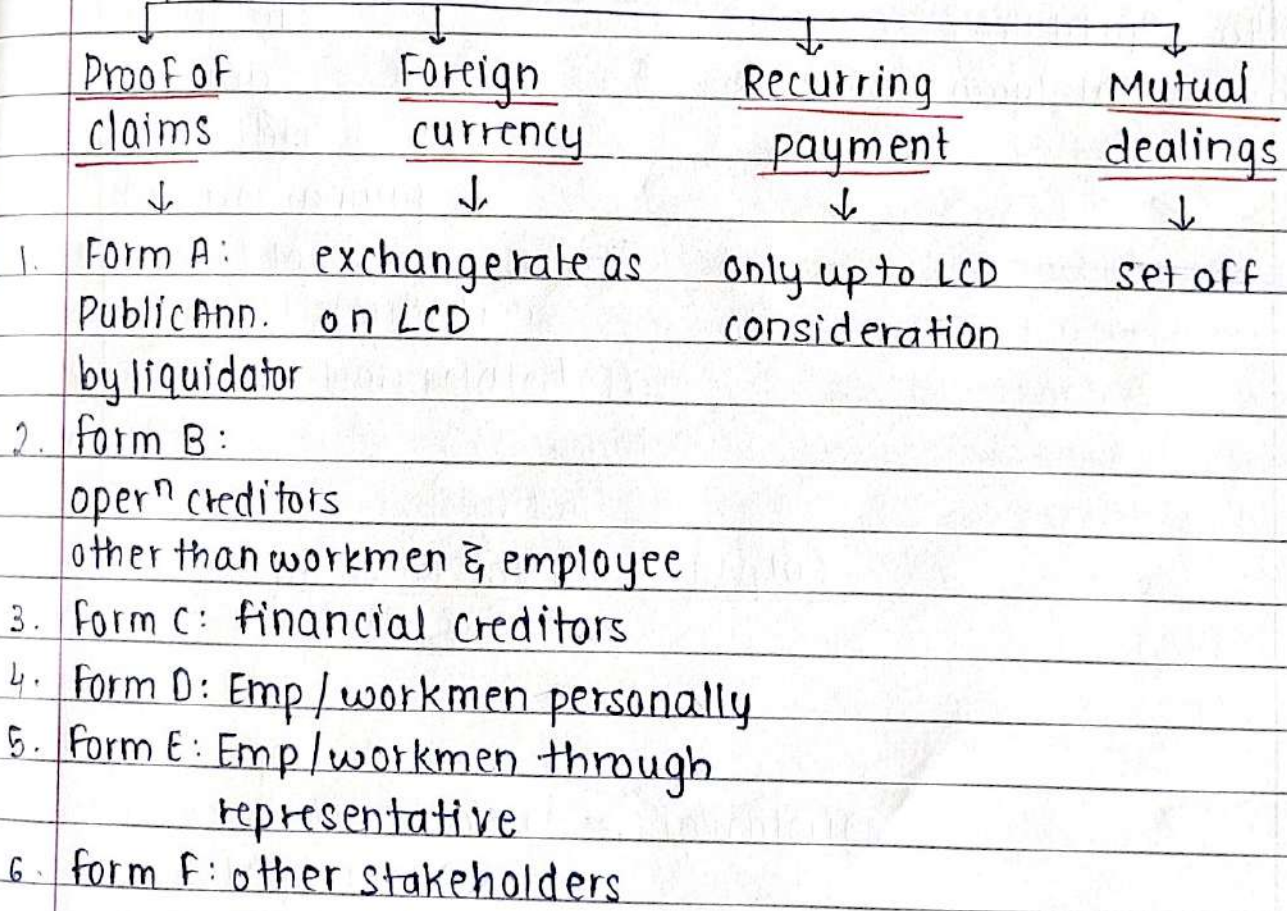 Proof of Foreign Recurring Mutual
claims currency payment dealings
1. Form A: exchange rate as only up to LCD set off
Public Ann. on LCD consideration
by liquidator
2. Form B:
operⁿ creditors
other than workmen & employee
3. Form C: financial creditors
4. Form D: Emp / workmen personally
5. Form E: Emp / workmen through
representative
6. Form F: other stakeholders